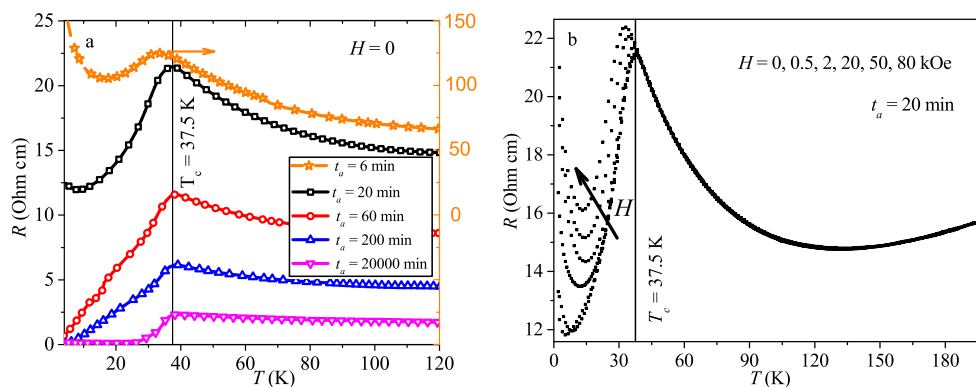 a
H = 0
T_c = 37.5 K
t_a = 6 min
t_a = 20 min
t_a = 60 min
t_a = 200 min
t_a = 20000 min
R (Ohm cm)
25
20
15
10
5
0
150
100
50
0
20
40
60
80
100
120
T (K)
b
H = 0, 0.5, 2, 20, 50, 80 kOe
t_a = 20 min
H
T_c = 37.5 K
R (Ohm cm)
22
20
18
16
14
12
0
30
60
90
120
150
180
T (K)